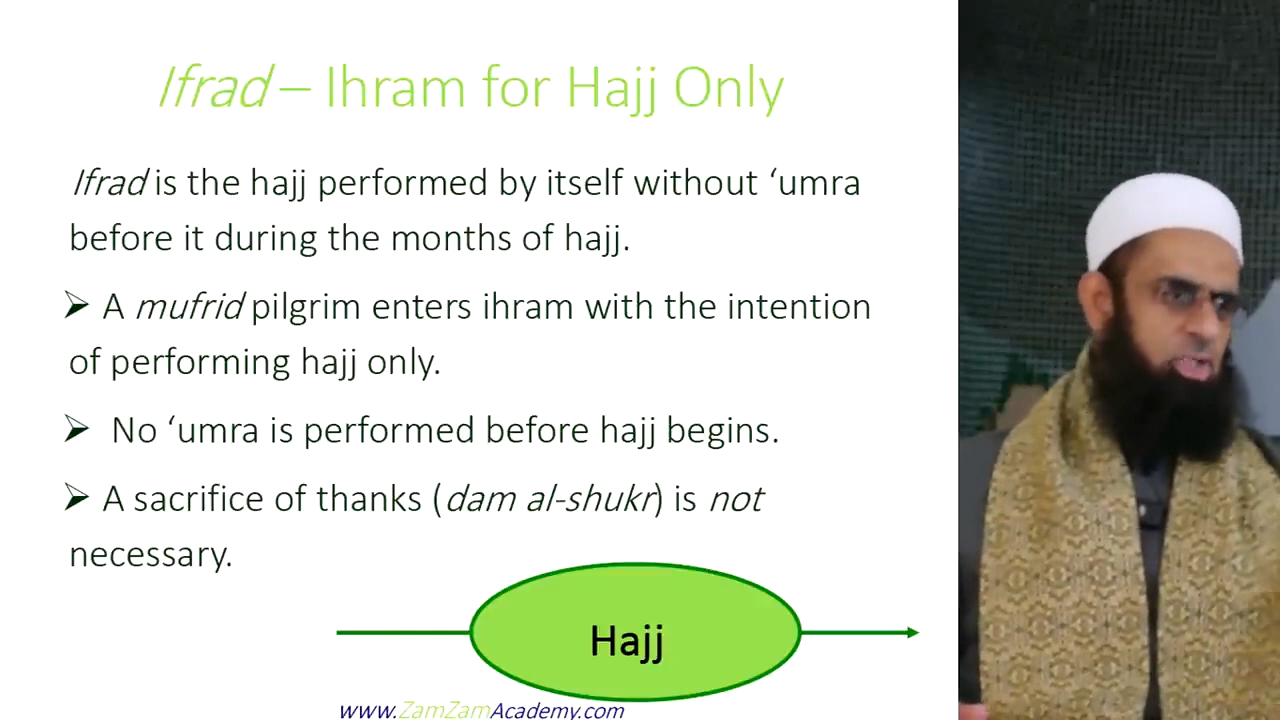 Ifrad – Ihram for Hajj Only
Ifrad is the hajj performed by itself without ‘umra
before it during the months of hajj.
➢ A mufrid pilgrim enters ihram with the intention
of performing hajj only.
➢ No ‘umra is performed before hajj begins.
➢ A sacrifice of thanks (dam al-shukr) is not
necessary.
Hajj
www.ZamZamAcademy.com